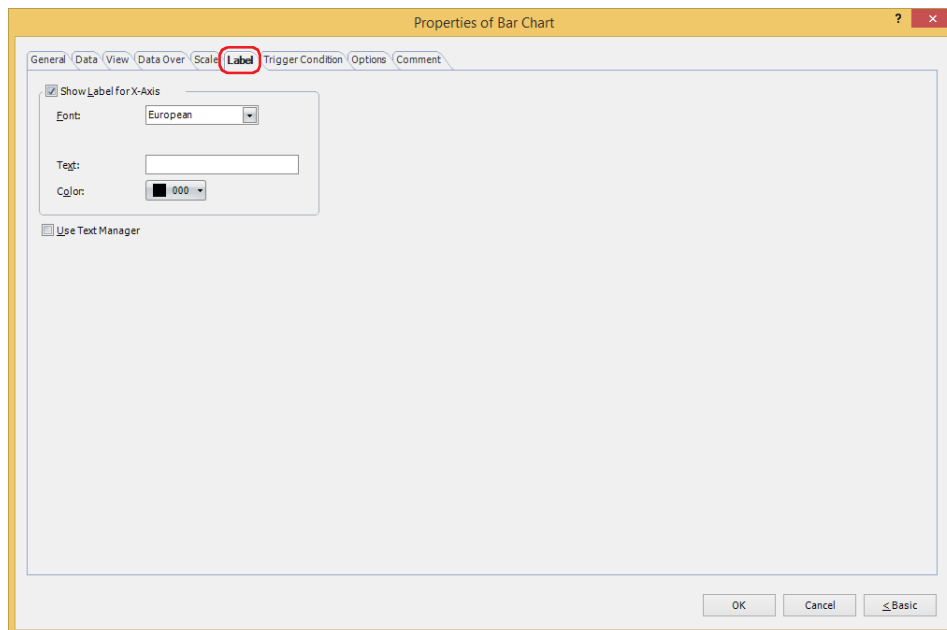 Properties of Bar Chart
?
General Data View Data Over Scale Label Trigger Condition Options Comment
Show Label for X-Axis
Font: European
Text:
Color: 000
Use Text Manager
OK Cancel < Basic